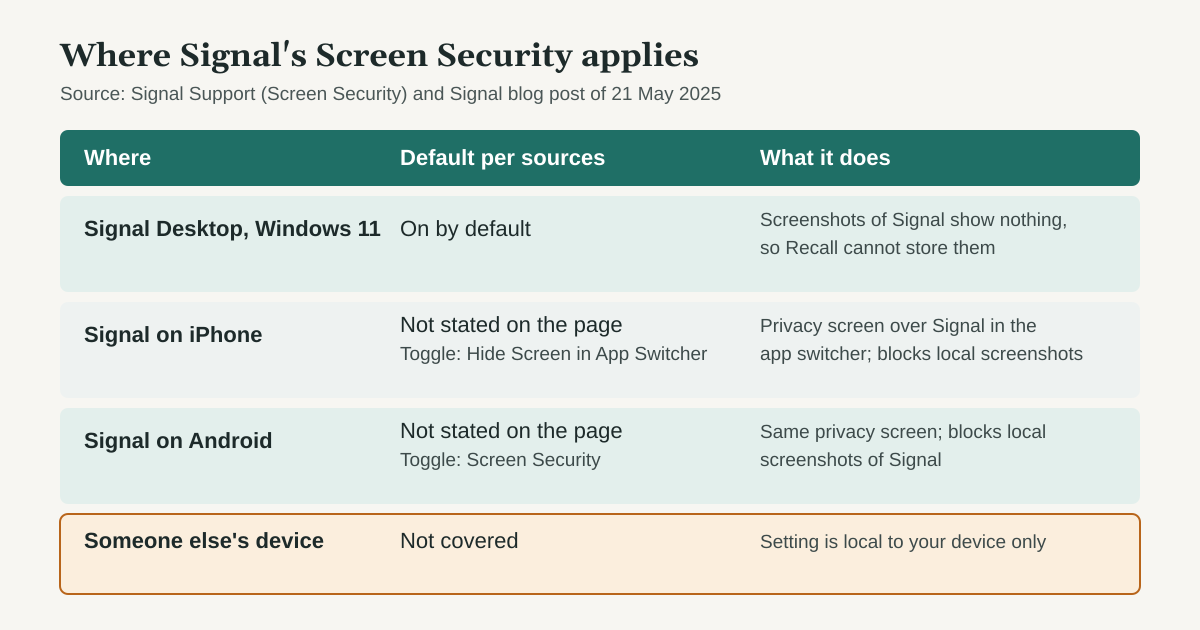 Where Signal's Screen Security applies
Source: Signal Support (Screen Security) and Signal blog post of 21 May 2025
Where Default per sources What it does
Signal Desktop, Windows 11 On by default Screenshots of Signal show nothing,
so Recall cannot store them
Signal on iPhone Not stated on the page Privacy screen over Signal in the
Toggle: Hide Screen in App Switcher app switcher; blocks local screenshots
Signal on Android Not stated on the page Same privacy screen; blocks local
Toggle: Screen Security screenshots of Signal
Someone else's device Not covered Setting is local to your device only